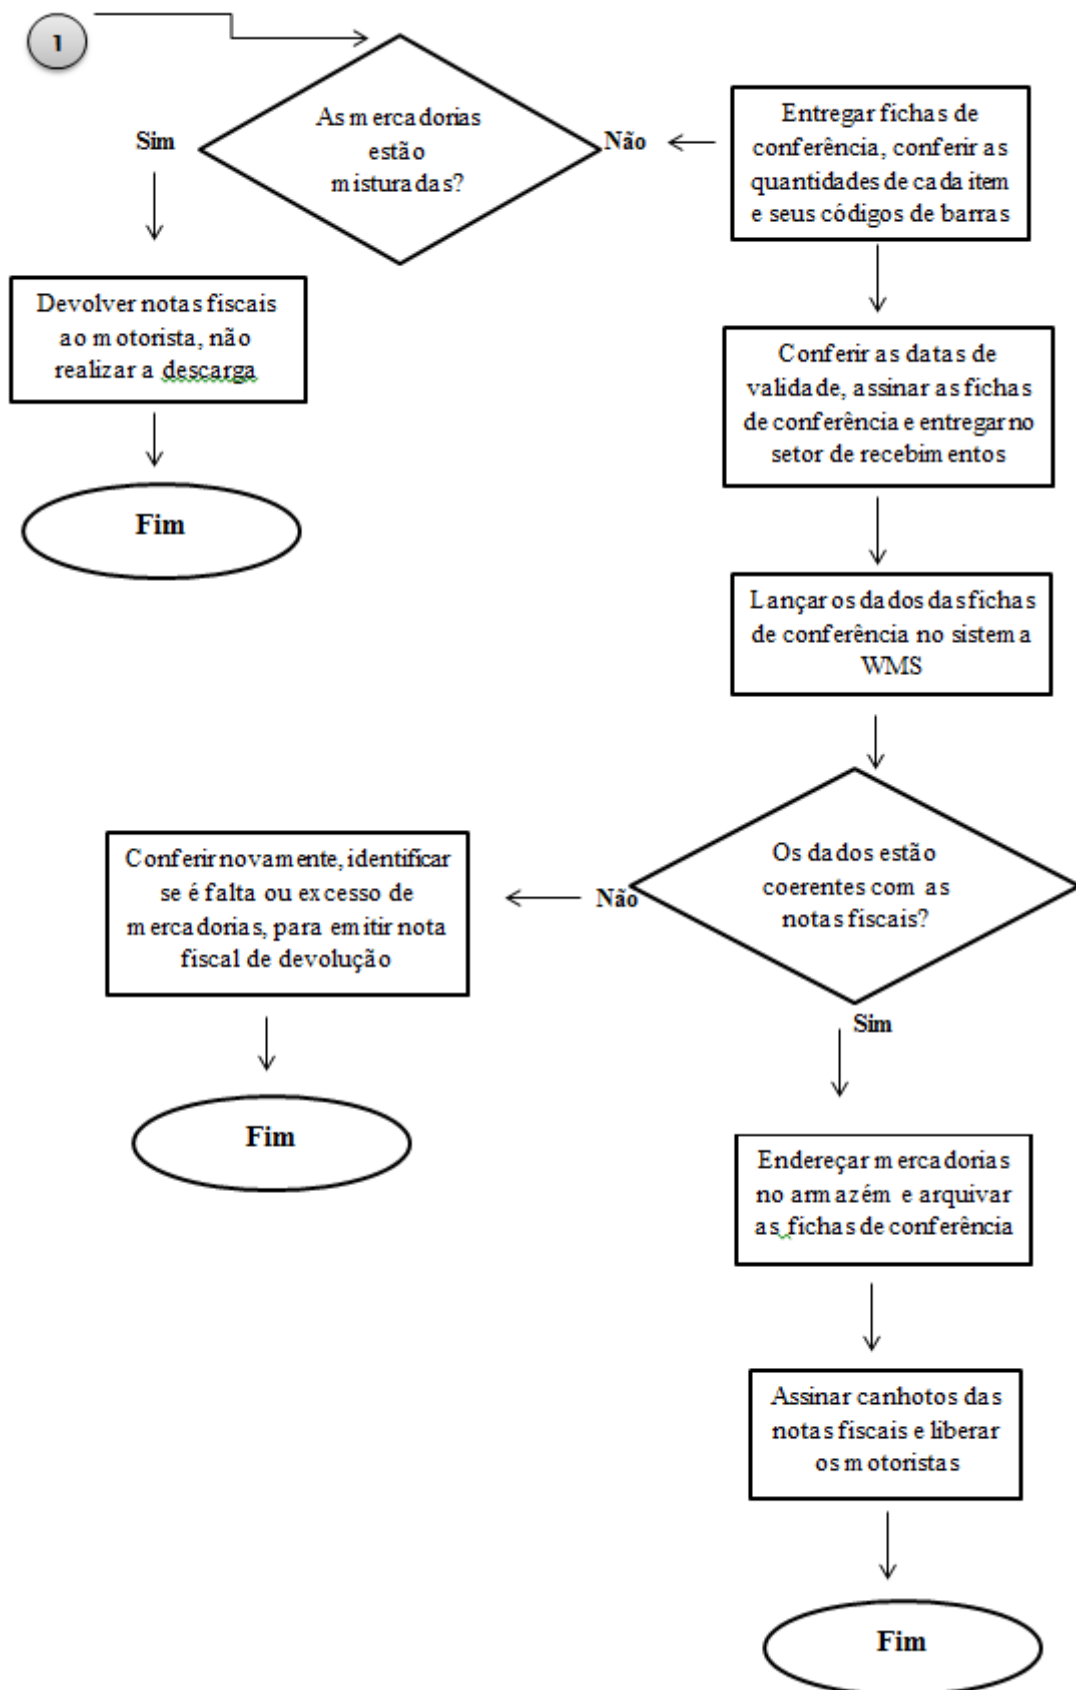 1
As mercadorias
estão
misturadas?
Sim
Não
Entregar fichas de
conferência, conferir as
quantidades de cada item
e seus códigos de barras
Devolver notas fiscais
ao motorista, não
realizar a descarga
Fim
Conferir as datas de
validade, assinar as fichas
de conferência e entregar no
setor de recebimentos
Lançar os dados das fichas
de conferência no sistema
WMS
Os dados estão
coerentes com as
notas fiscais?
Não
Conferir novamente, identificar
se é falta ou excesso de
mercadorias, para emitir nota
fiscal de devolução
Fim
Sim
Endereçar mercadorias
no armazém e arquivar
as fichas de conferência
Assinar canhotos das
notas fiscais e liberar
os motoristas
Fim